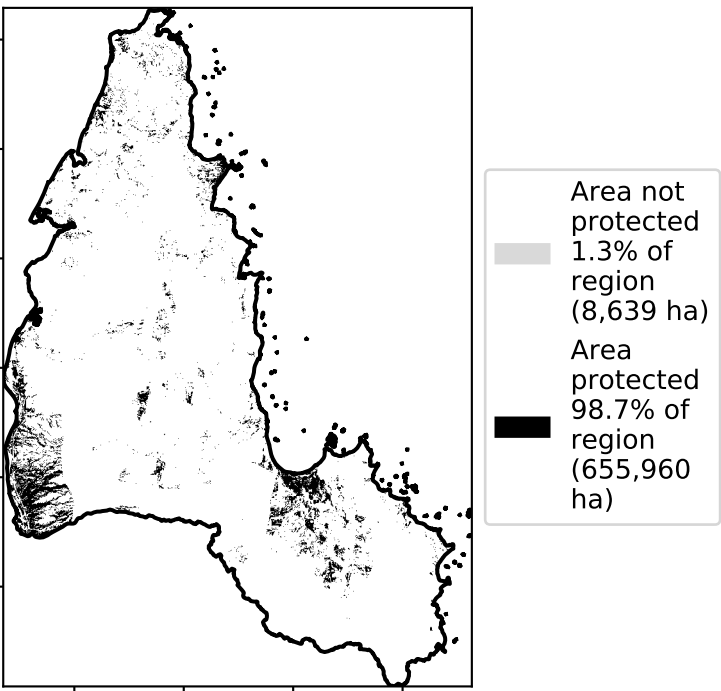 Area not
protected
1.3% of
region
(8,639 ha)
Area
protected
98.7% of
region
(655,960
ha)